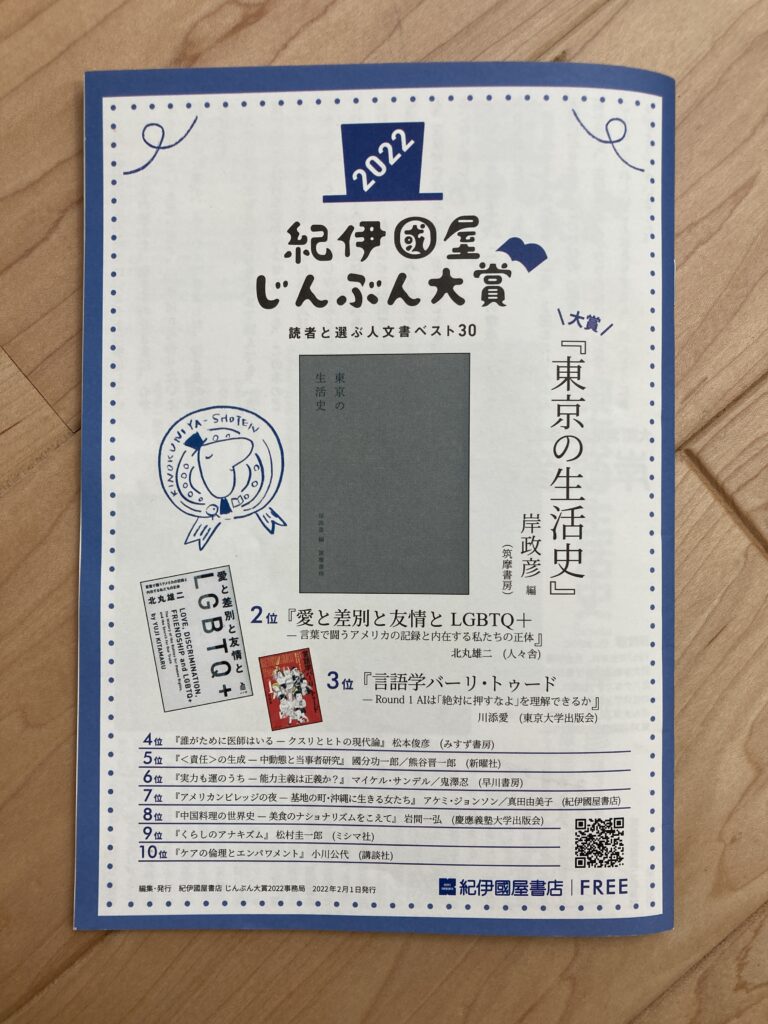 2022
紀伊國屋
じんぶん大賞
読者と選ぶ人文書ベスト30
大賞
『東京の生活史』
岸政彦 編
(筑摩書房)
東京の
生活史
岸政彦 編 筑摩書房
KINOKUNIYA-SHOTEN
愛と差別と友情と
LGBTQ+
北丸雄二
LOVE, DISCRIMINATION,
FRIENDSHIP and LGBTQ+
by YUJI KITAMARU
2位『愛と差別と友情と LGBTQ+
― 言葉で闘うアメリカの記録と内在する私たちの正体』
北丸雄二 (人々舎)
3位『言語学バーリ・トゥード
― Round 1 AIは「絶対に押すなよ」を理解できるか』
川添愛 (東京大学出版会)
4位 『誰がために医師はいる ― クスリとヒトの現代論』 松本俊彦 (みすず書房)
5位 『<責任>の生成 ― 中動態と当事者研究』 國分功一郎/熊谷晋一郎 (新曜社)
6位 『実力も運のうち ― 能力主義は正義か?』 マイケル・サンデル/鬼澤忍 (早川書房)
7位 『アメリカンビレッジの夜 ― 基地の町・沖縄に生きる女たち』 アケミ・ジョンソン/真田由美子 (紀伊國屋書店)
8位 『中国料理の世界史 ― 美食のナショナリズムをこえて』 岩間一弘 (慶應義塾大学出版会)
9位 『くらしのアナキズム』 松村圭一郎 (ミシマ社)
10位 『ケアの倫理とエンパワメント』 小川公代 (講談社)
編集・発行 紀伊國屋書店 じんぶん大賞2022事務局 2022年2月1日発行
紀伊國屋書店 | FREE